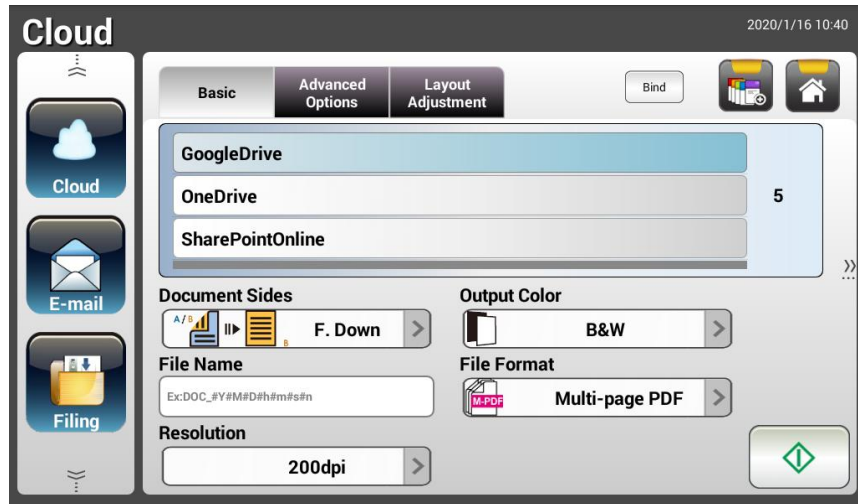 Cloud
2020/1/16 10:40
Basic
Advanced
Options
Layout
Adjustment
Bind
GoogleDrive
OneDrive
SharePointOnline
5
Cloud
E-mail
Filing
Document Sides
A/B
B
F. Down
Output Color
B&W
File Name
Ex:DOC_#Y#M#D#h#m#s#n
File Format
M-PDF
Multi-page PDF
Resolution
200dpi